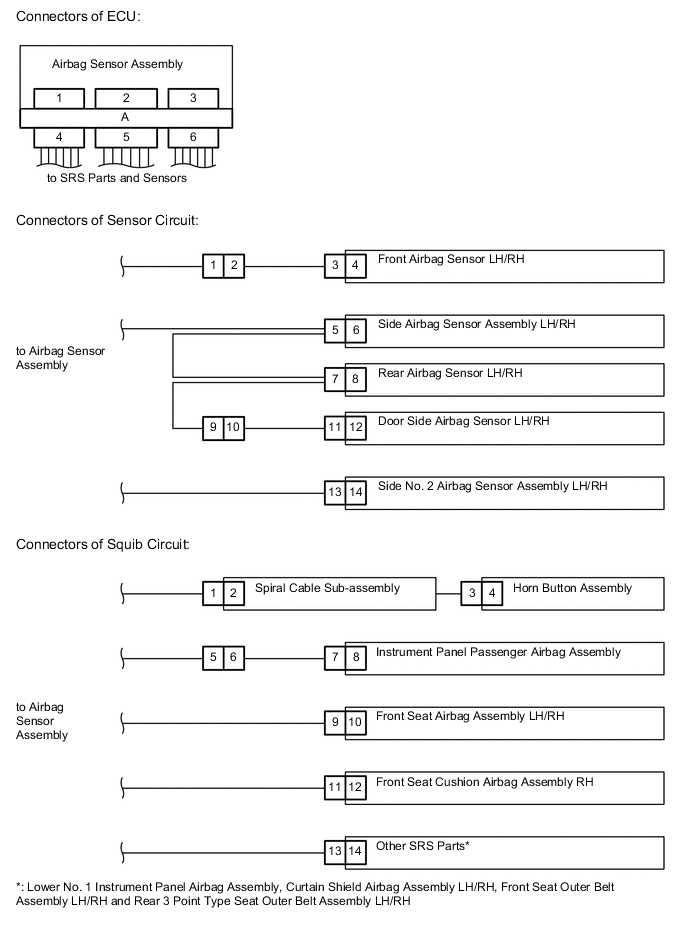 Connectors of ECU:
Airbag Sensor Assembly
1 2 3
A
4 5 6
to SRS Parts and Sensors
Connectors of Sensor Circuit:
1 2 3 4 Front Airbag Sensor LH/RH
5 6 Side Airbag Sensor Assembly LH/RH
to Airbag Sensor
Assembly
7 8 Rear Airbag Sensor LH/RH
9 10 11 12 Door Side Airbag Sensor LH/RH
13 14 Side No. 2 Airbag Sensor Assembly LH/RH
Connectors of Squib Circuit:
1 2 Spiral Cable Sub-assembly 3 4 Horn Button Assembly
5 6 7 8 Instrument Panel Passenger Airbag Assembly
to Airbag
Sensor
Assembly
9 10 Front Seat Airbag Assembly LH/RH
11 12 Front Seat Cushion Airbag Assembly RH
13 14 Other SRS Parts*
*: Lower No. 1 Instrument Panel Airbag Assembly, Curtain Shield Airbag Assembly LH/RH, Front Seat Outer Belt
Assembly LH/RH and Rear 3 Point Type Seat Outer Belt Assembly LH/RH